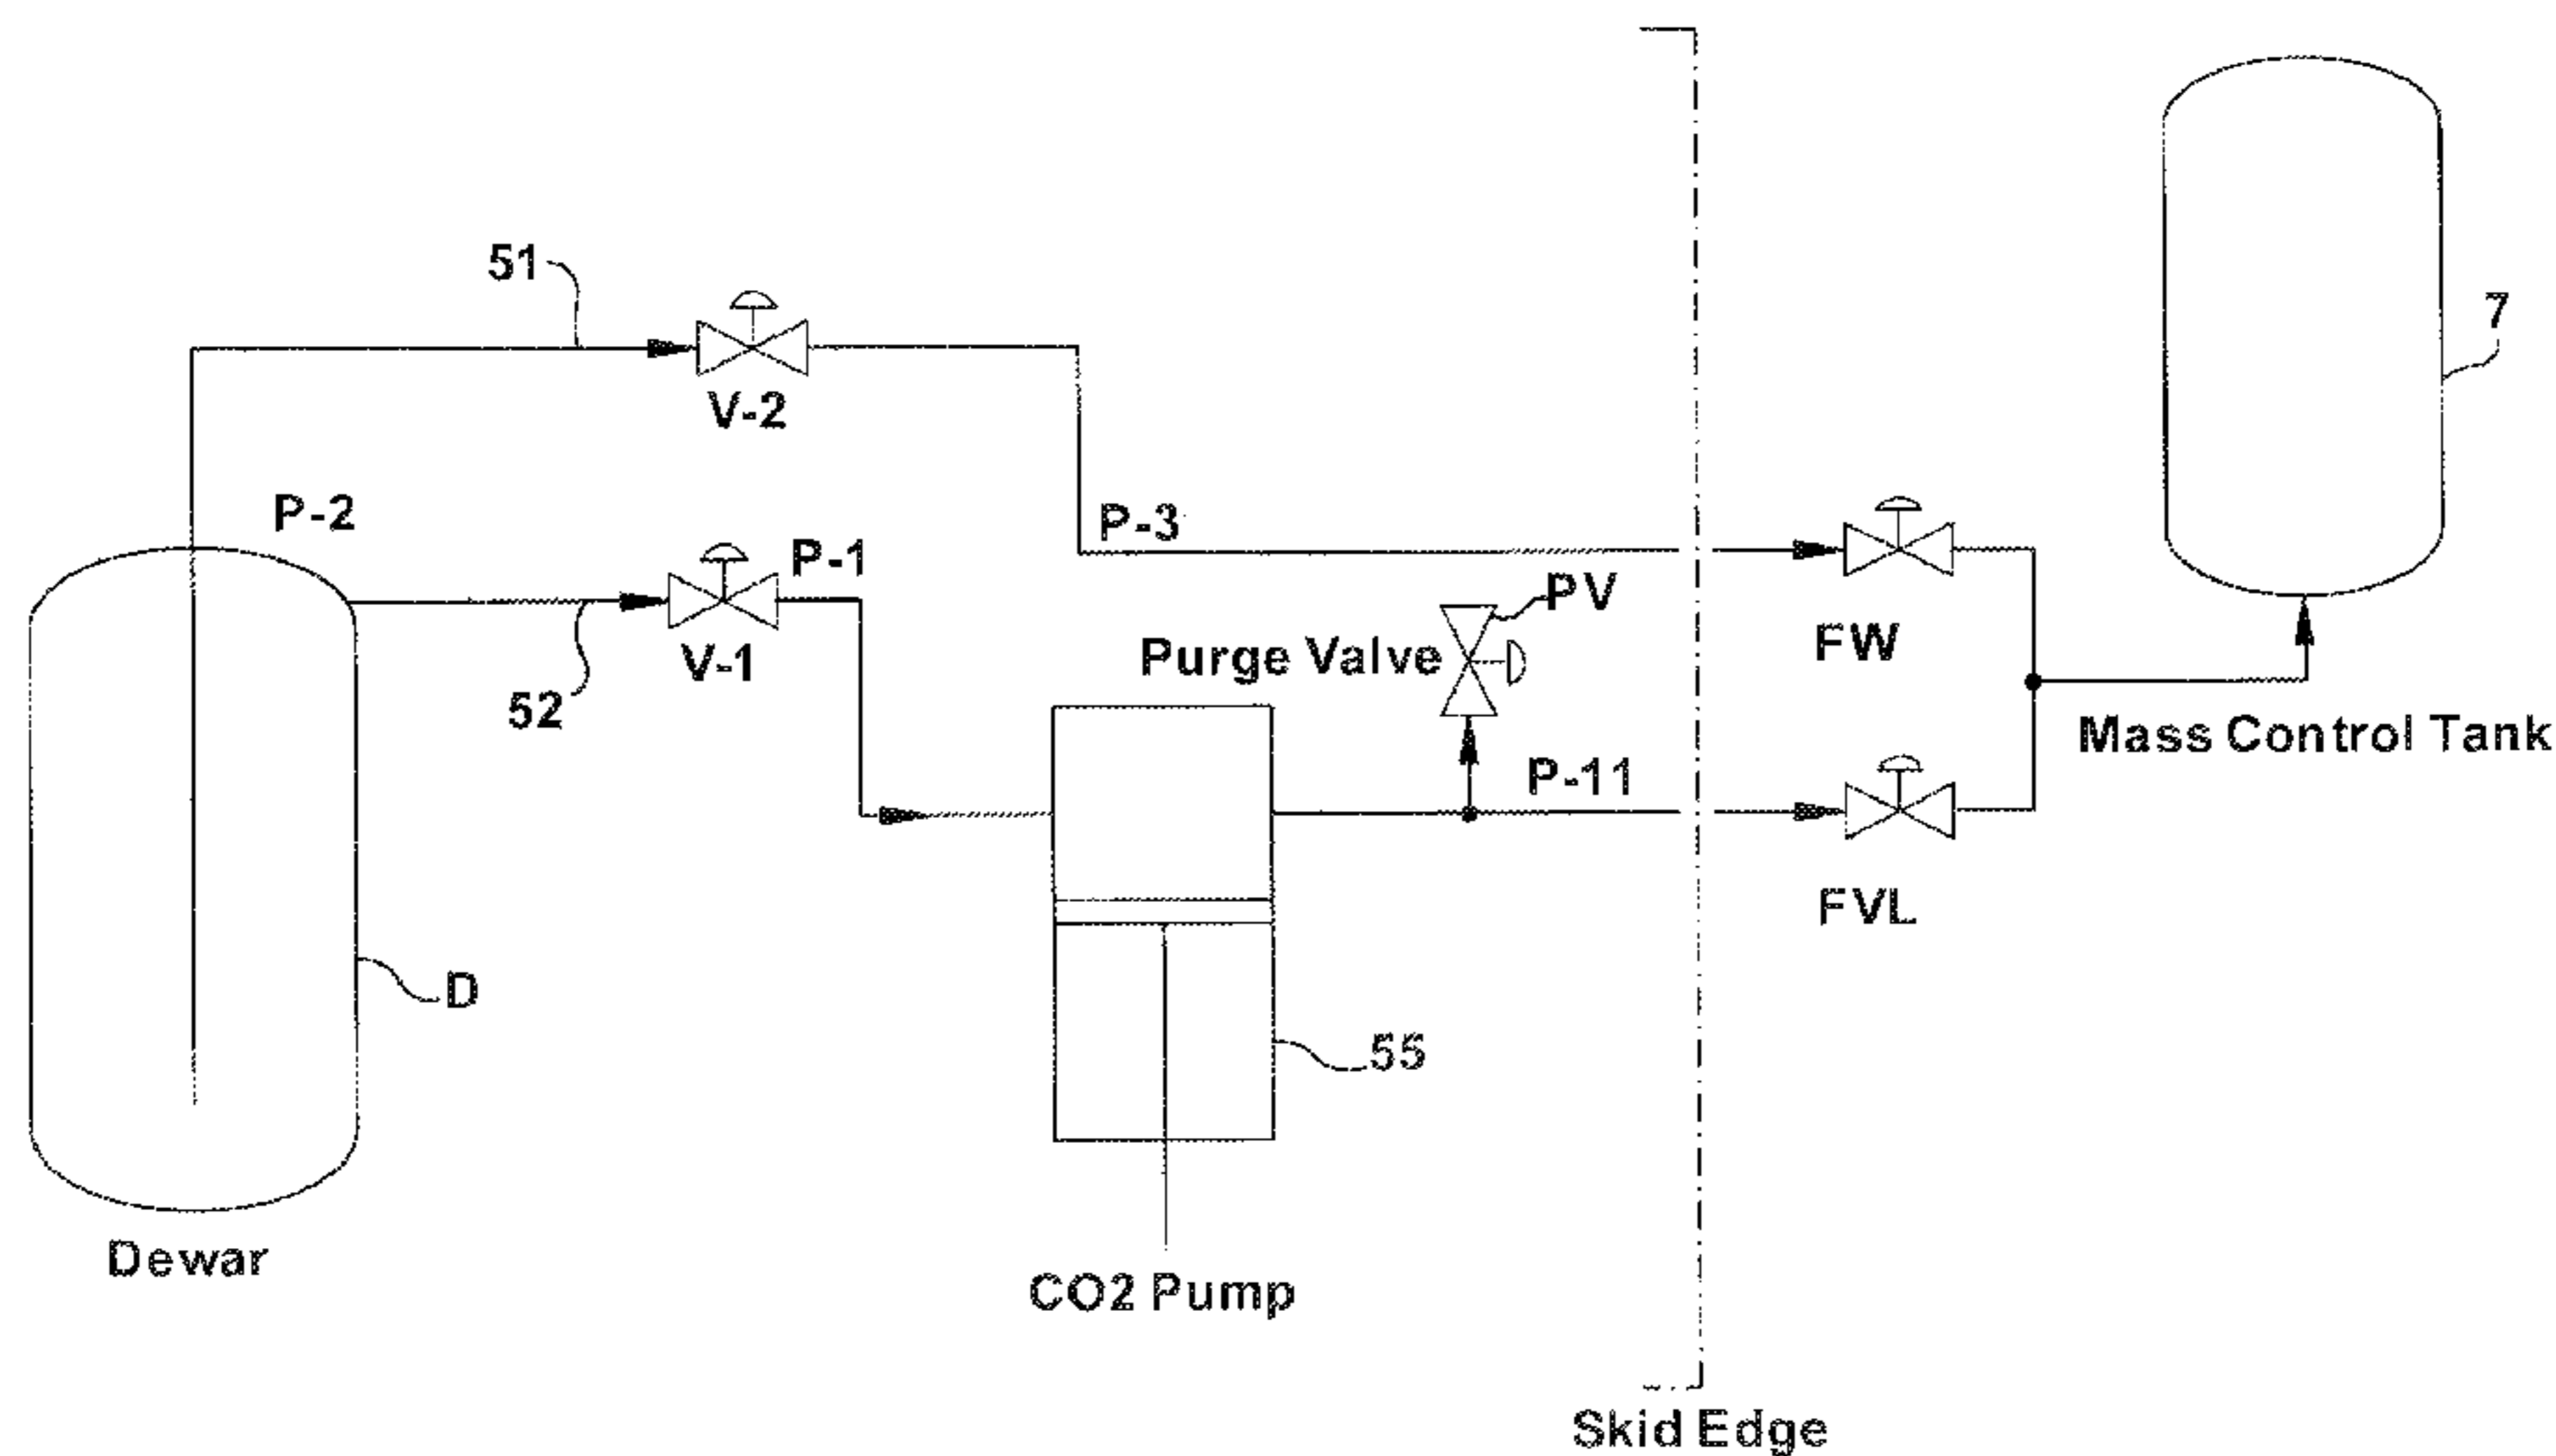 51
7
V-2
P-2
P-3
P-1
PV
Purge Valve
FW
V-1
52
Mass Control Tank
P-11
FVL
D
55
Dewar
CO2 Pump
Skid Edge